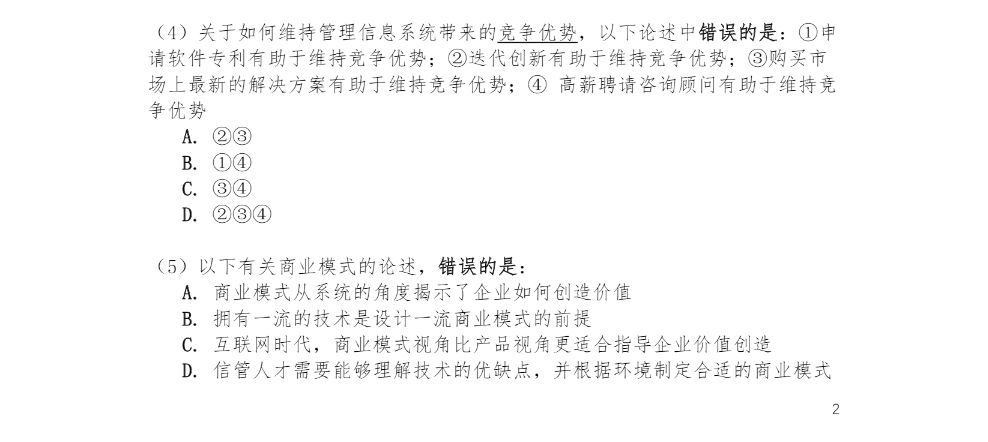 （4）关于如何维持管理信息系统带来的竞争优势，以下论述中错误的是：①申
请软件专利有助于维持竞争优势；②迭代创新有助于维持竞争优势；③购买市
场上最新的解决方案有助于维持竞争优势；④ 高薪聘请咨询顾问有助于维持竞
争优势
A. ②③
B. ①④
C. ③④
D. ②③④
（5）以下有关商业模式的论述，错误的是：
A. 商业模式从系统的角度揭示了企业如何创造价值
B. 拥有一流的技术是设计一流商业模式的前提
C. 互联网时代，商业模式视角比产品视角更适合指导企业价值创造
D. 信管人才需要能够理解技术的优缺点，并根据环境制定合适的商业模式
2